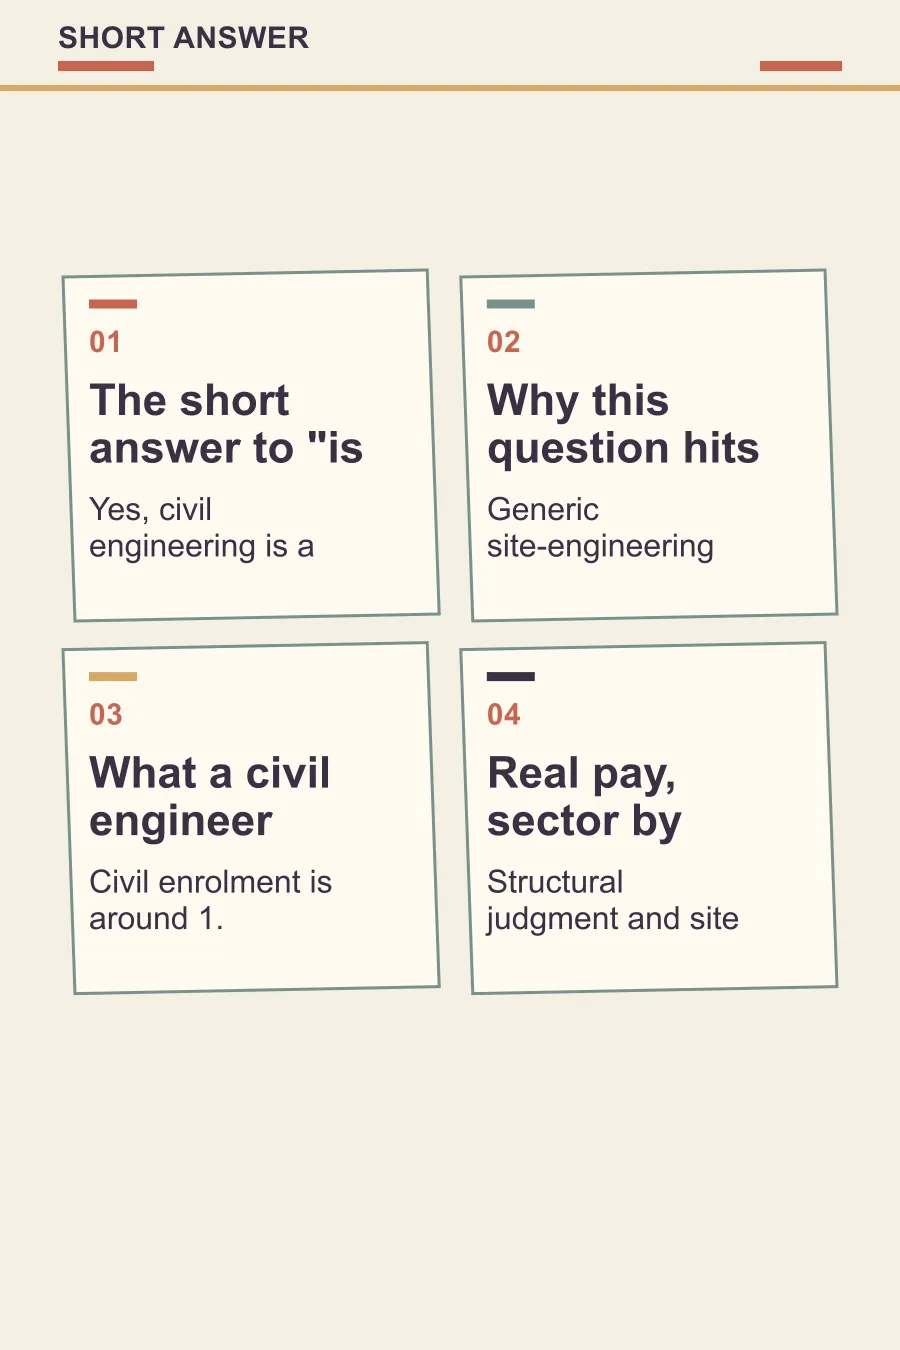 SHORT ANSWER
01
The short
answer to "is
Yes, civil
engineering is a
02
Why this
question hits
Generic
site-engineering
03
What a civil
engineer
Civil enrolment is
around 1.
04
Real pay,
sector by
Structural
judgment and site